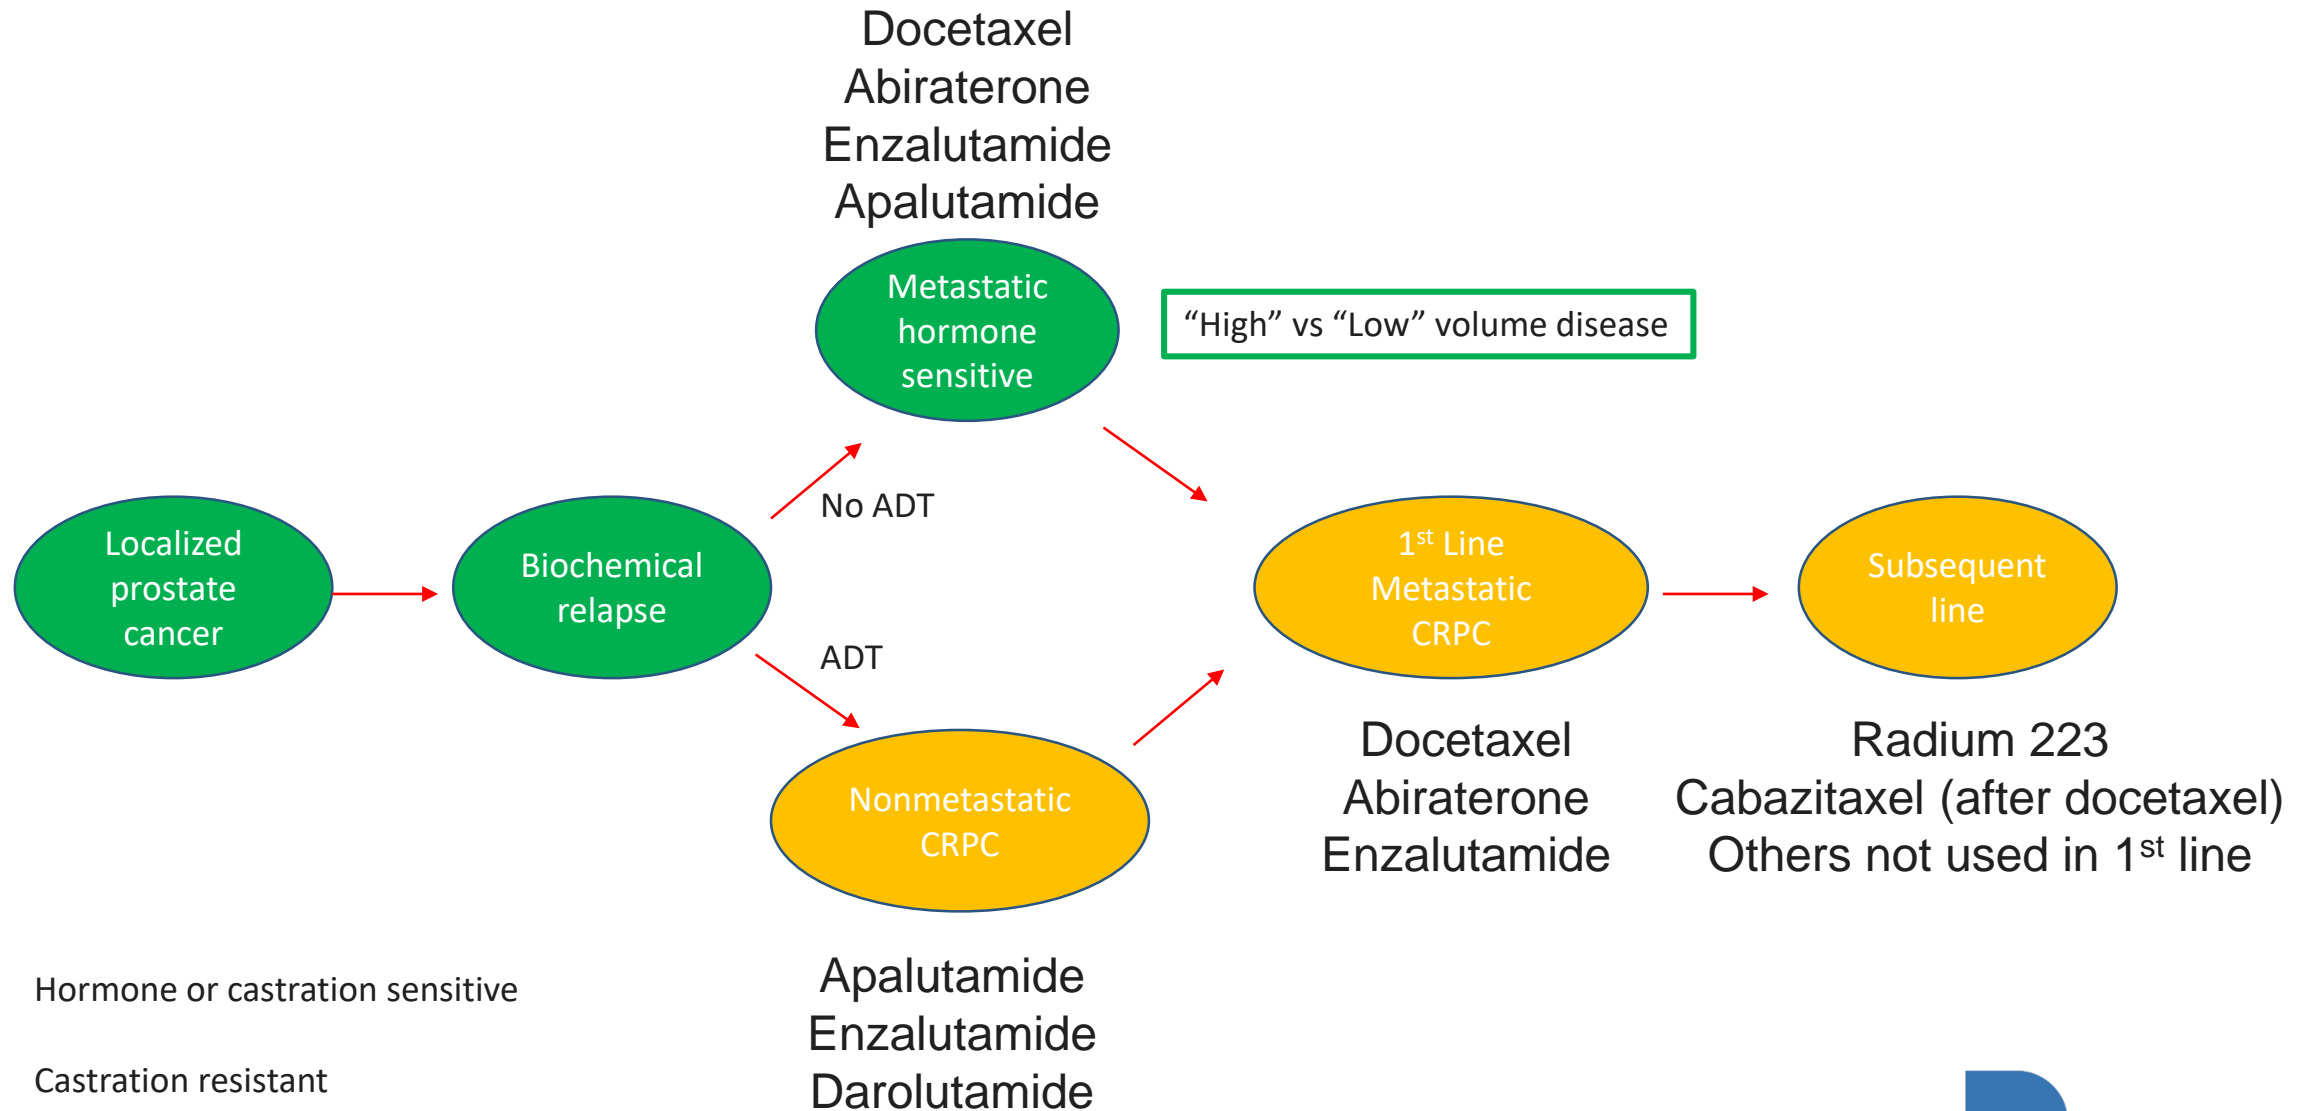 Docetaxel
Abiraterone
Enzalutamide
Apalutamide
Metastatic
hormone
sensitive
“High” vs “Low” volume disease
No ADT
Localized
prostate
cancer
Biochemical
relapse
1st Line
Metastatic
CRPC
Subsequent
line
ADT
Nonmetastatic
CRPC
Docetaxel
Abiraterone
Enzalutamide
Radium 223
Cabazitaxel (after docetaxel)
Others not used in 1st line
Apalutamide
Enzalutamide
Darolutamide
Hormone or castration sensitive
Castration resistant